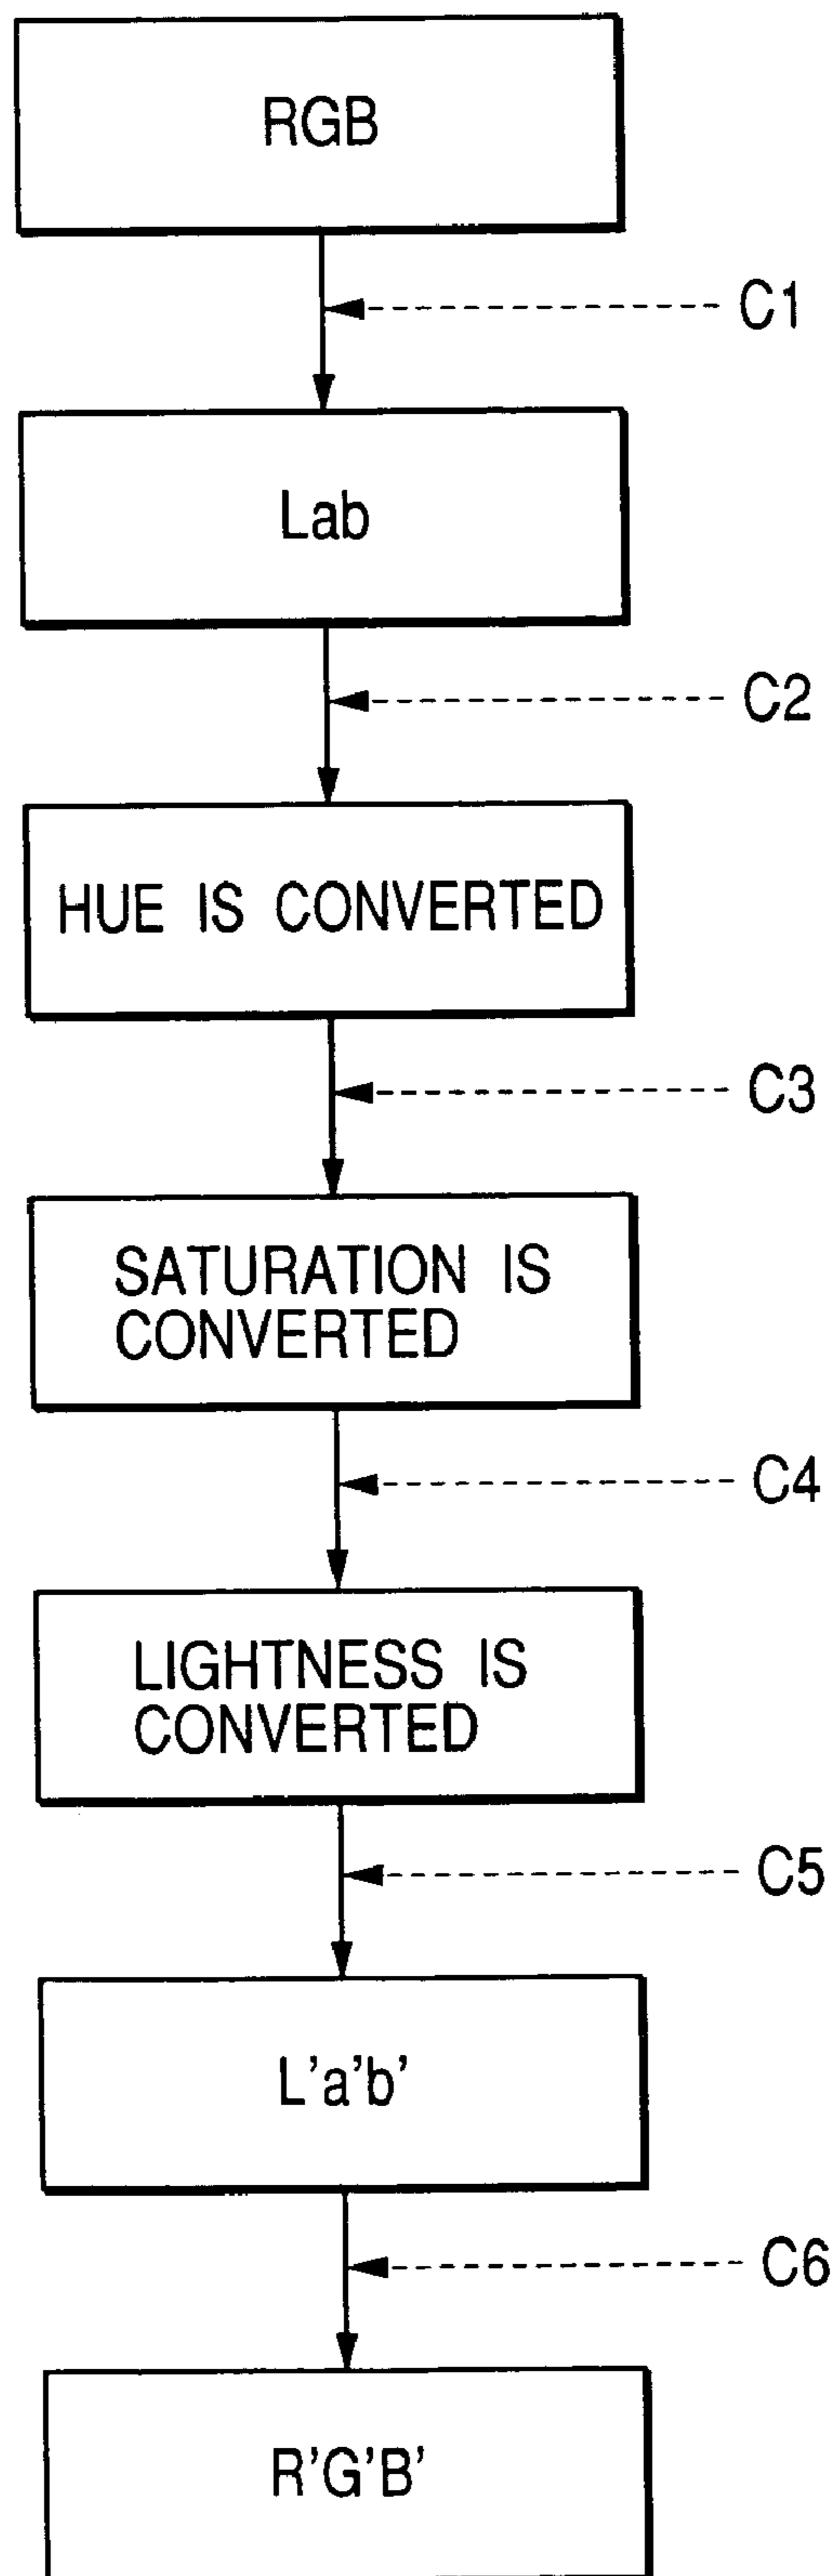 RGB
C1
Lab
C2
HUE IS CONVERTED
C3
SATURATION IS
CONVERTED
C4
LIGHTNESS IS
CONVERTED
C5
L’a’b’
C6
R’G’B’